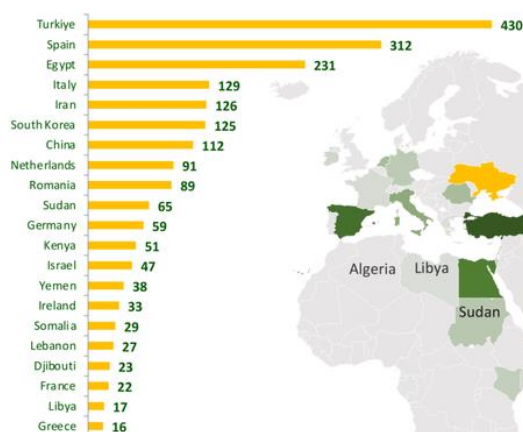 Turkiye 430
Spain 312
Egypt 231
Italy 129
Iran 126
South Korea 125
China 112
Netherlands 91
Romania 89
Sudan 65
Germany 59
Kenya 51
Israel 47
Yemen 38
Ireland 33
Somalia 29
Lebanon 27
Djibouti 23
France 22
Libya 17
Greece 16
Algeria
Libya
Sudan